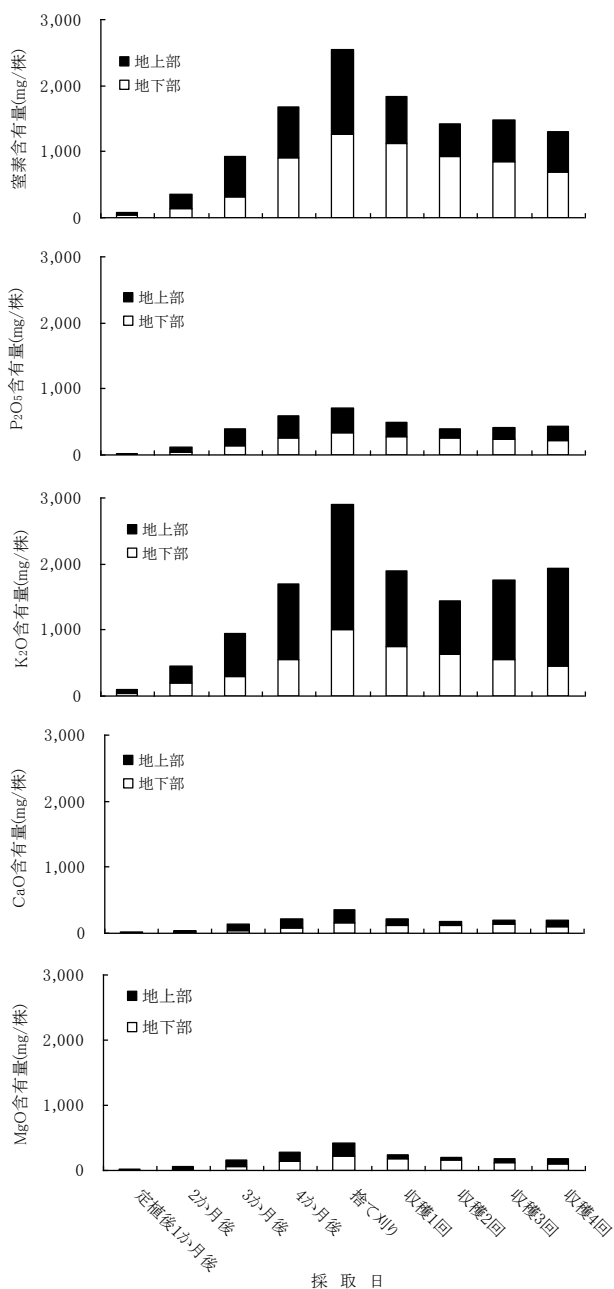 窒素含有量(mg/株)
3,000
2,000
1,000
0
地上部
地下部
P₂O₅含有量(mg/株)
3,000
2,000
1,000
0
地上部
地下部
K₂O含有量(mg/株)
3,000
2,000
1,000
0
地上部
地下部
CaO含有量(mg/株)
3,000
2,000
1,000
0
地上部
地下部
MgO含有量(mg/株)
3,000
2,000
1,000
0
地上部
地下部
定植後1か月後
2か月後
3か月後
4か月後
捨て刈り
収穫1回
収穫2回
収穫3回
収穫4回
採 取 日